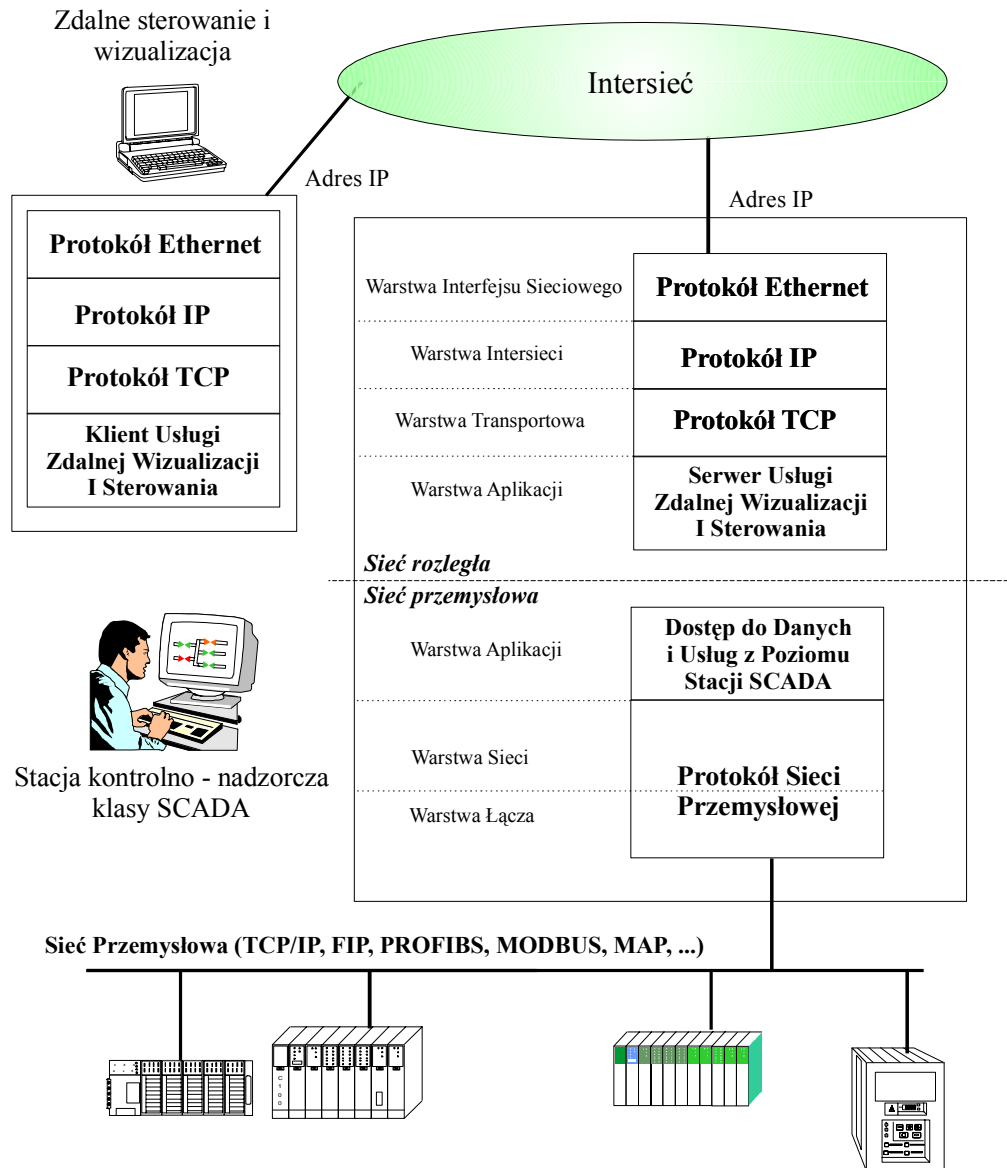 Zdalne sterowanie i
wizualizacja
Intersieć
Adres IP
Adres IP
Protokół Ethernet
Protokół IP
Protokół TCP
Klient Usługi
Zdalnej Wizualizacji
I Sterowania
Warstwa Interfejsu Sieciowego
Protokół Ethernet
Warstwa Intersieci
Protokół IP
Warstwa Transportowa
Protokół TCP
Warstwa Aplikacji
Serwer Usługi
Zdalnej Wizualizacji
I Sterowania
Sieć rozległa
Sieć przemysłowa
Warstwa Aplikacji
Dostęp do Danych
i Usług z Poziomu
Stacji SCADA
Warstwa Sieci
Warstwa Łącza
Protokół Sieci
Przemysłowej
Stacja kontrolno - nadzorcza
klasy SCADA
Sieć Przemysłowa (TCP/IP, FIP, PROFIBS, MODBUS, MAP, ...)
C100